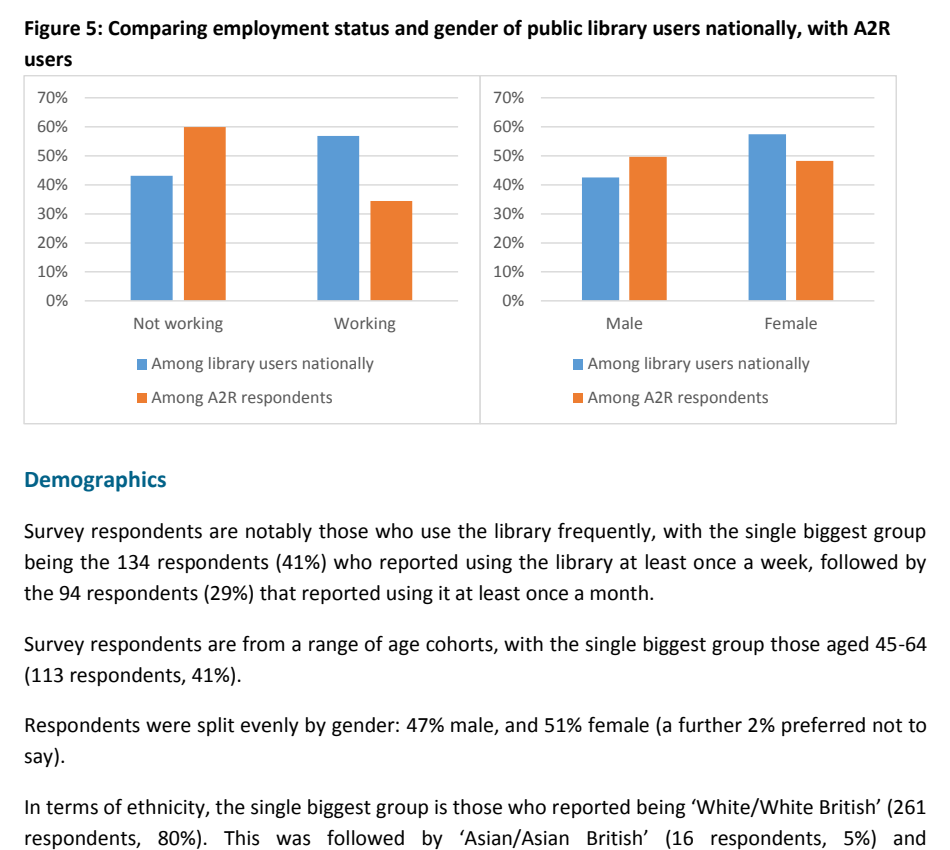 Figure 5: Comparing employment status and gender of public library users nationally, with A2R
users
70%
60%
50%
40%
30%
20%
10%
0%
Not working Working
Among library users nationally
Among A2R respondents
70%
60%
50%
40%
30%
20%
10%
0%
Male Female
Among library users nationally
Among A2R respondents
Demographics
Survey respondents are notably those who use the library frequently, with the single biggest group
being the 134 respondents (41%) who reported using the library at least once a week, followed by
the 94 respondents (29%) that reported using it at least once a month.
Survey respondents are from a range of age cohorts, with the single biggest group those aged 45-64
(113 respondents, 41%).
Respondents were split evenly by gender: 47% male, and 51% female (a further 2% preferred not to
say).
In terms of ethnicity, the single biggest group is those who reported being ‘White/White British’ (261
respondents, 80%). This was followed by ‘Asian/Asian British’ (16 respondents, 5%) and